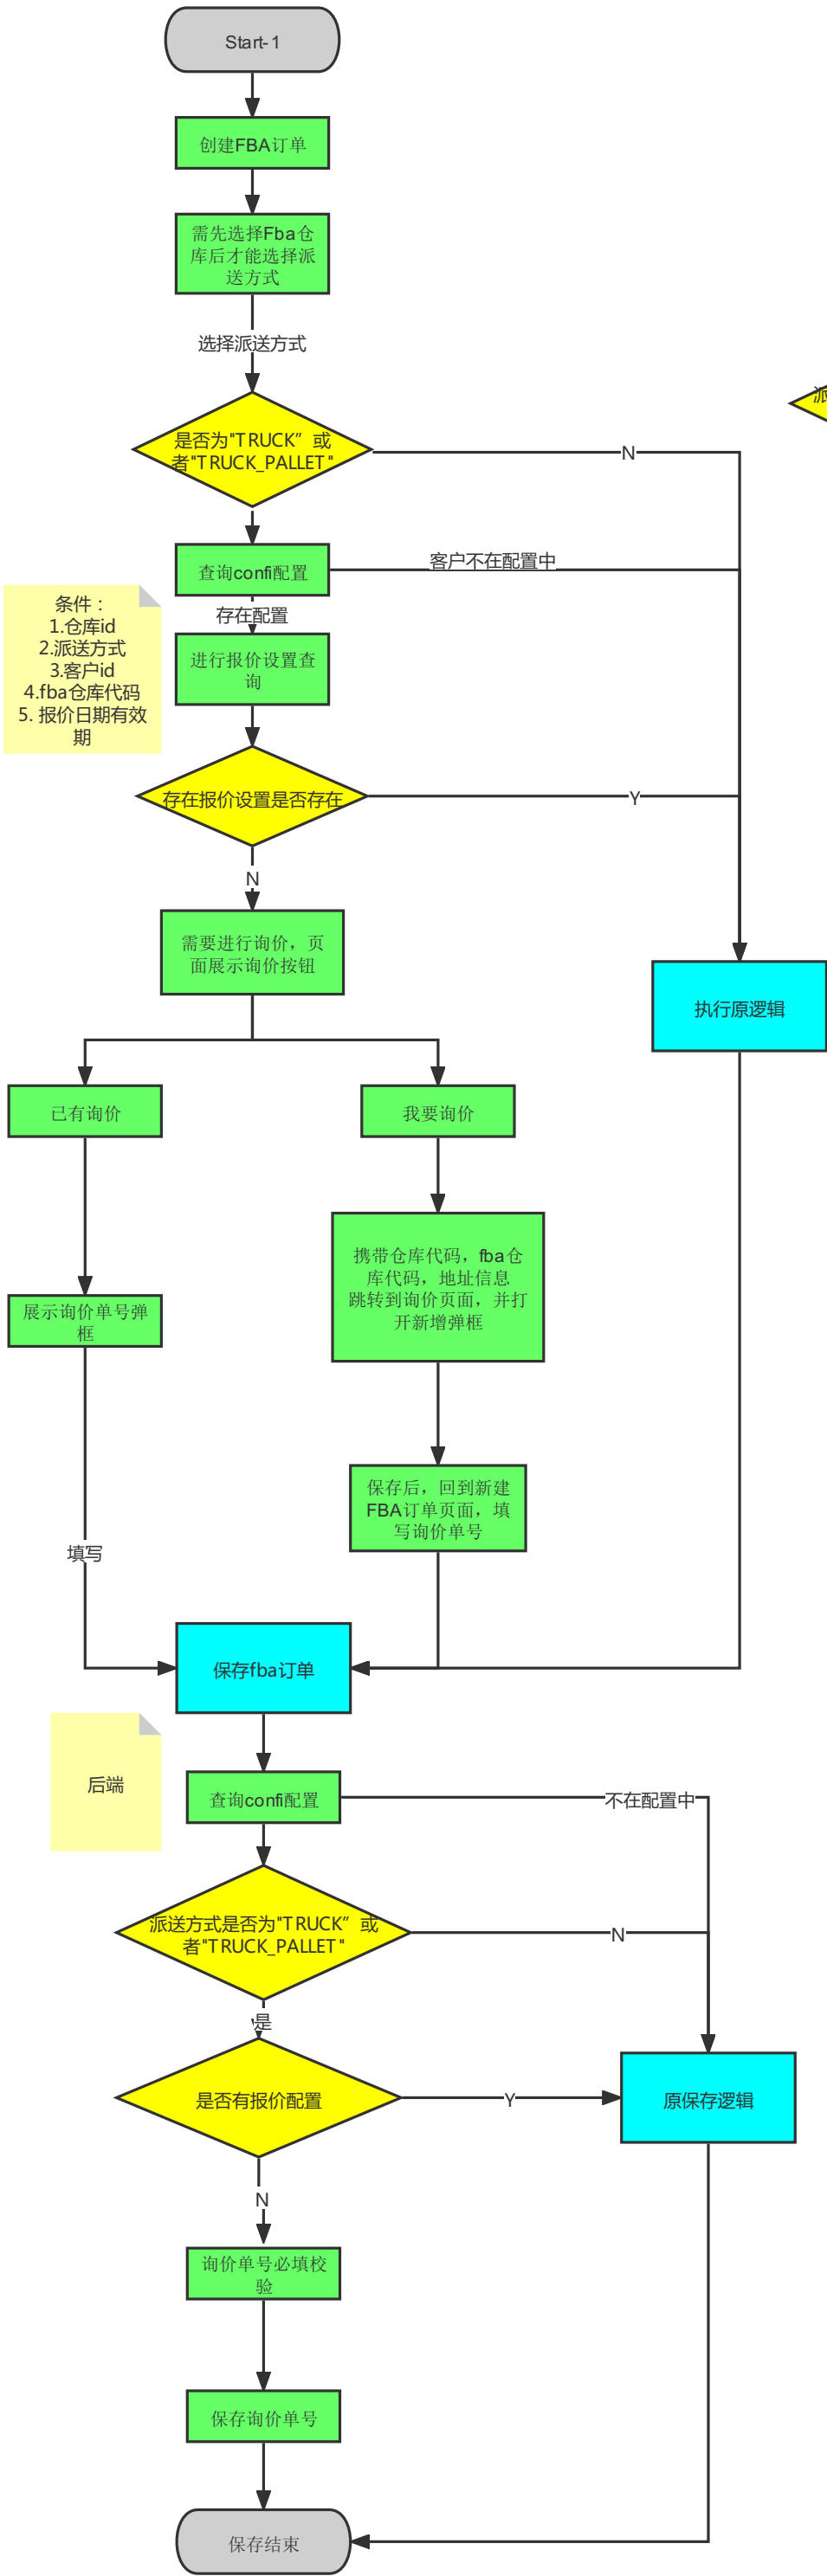 Start-1
创建FBA订单
需先选择Fba仓
库后才能选择派
送方式
选择派送方式
派
是否为"TRUCK”或
者"TRUCK_PALLET"
N
查询confi配置
客户不在配置中
条件：
1.仓库id
2.派送方式
3.客户id
4.fba仓库代码
5. 报价日期有效
期
存在配置
进行报价设置查
询
存在报价设置是否存在
Y
N
需要进行询价，页
面展示询价按钮
执行原逻辑
已有询价
我要询价
携带仓库代码，fba仓
库代码，地址信息
跳转到询价页面，并打
开新增弹框
展示询价单号弹
框
保存后，回到新建
FBA订单页面，填
写询价单号
填写
保存fba订单
后端
查询confi配置
不在配置中
派送方式是否为"TRUCK”或
者"TRUCK_PALLET"
N
是
是否有报价配置
Y
原保存逻辑
N
询价单号必填校
验
保存询价单号
保存结束